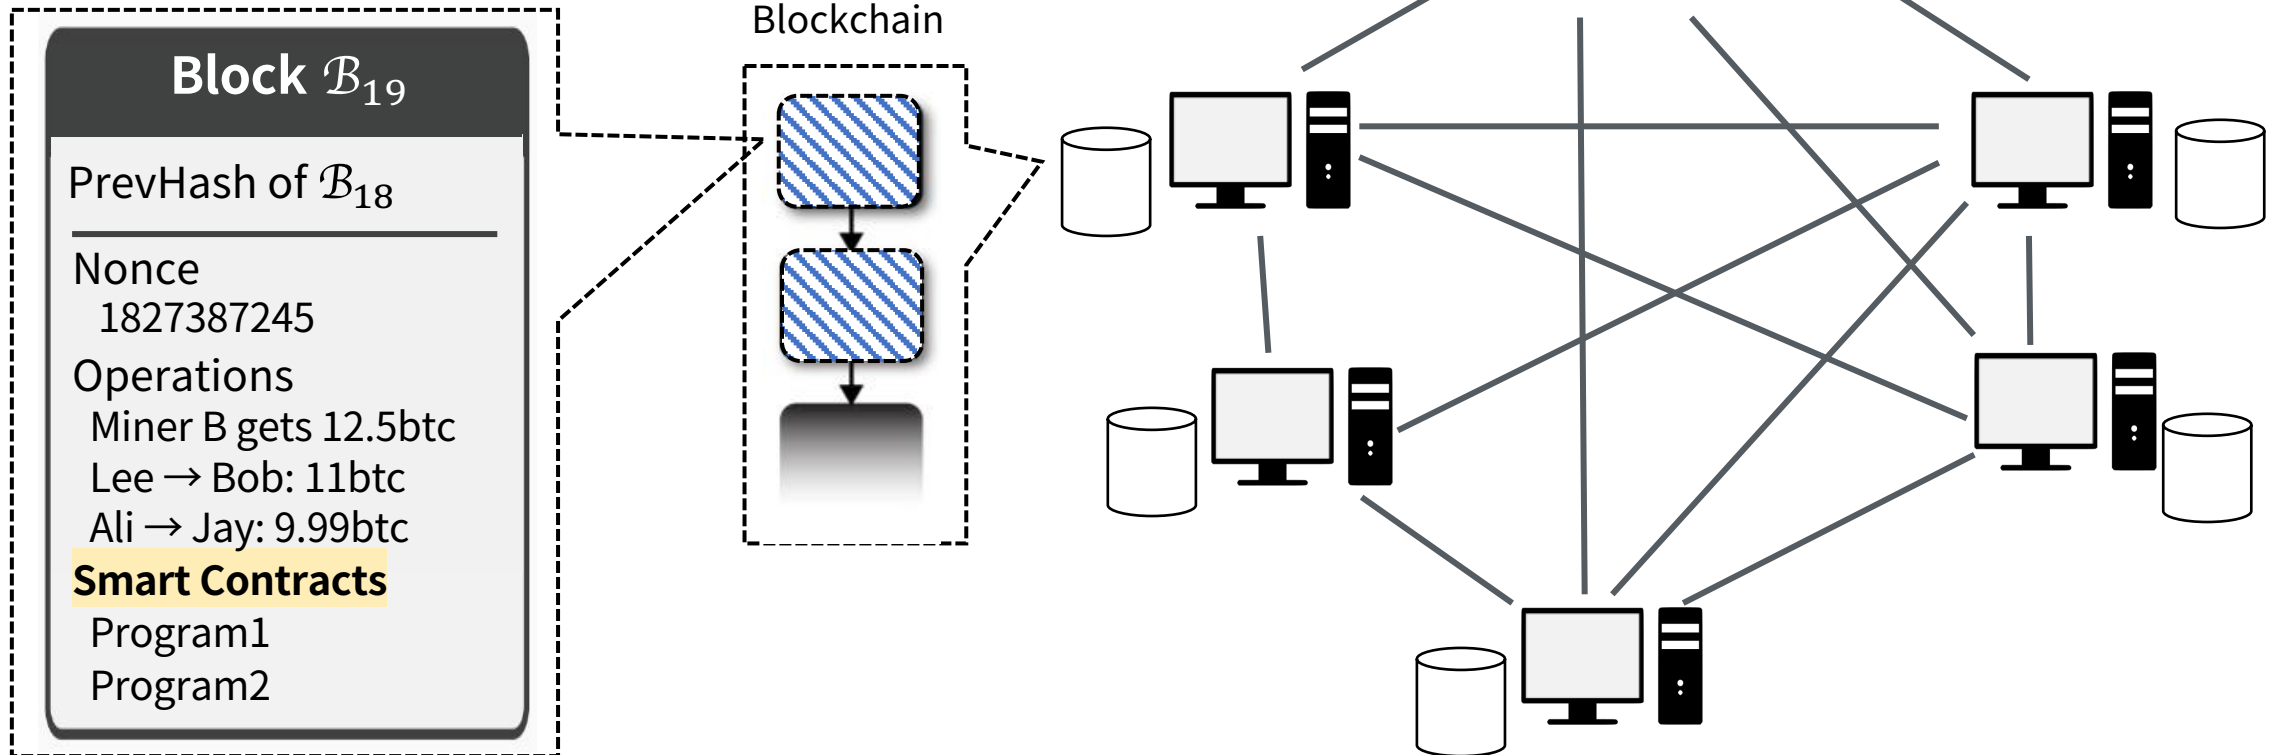 Blockchain
Block ℬ₁₉
PrevHash of ℬ₁₈
Nonce
1827387245
Operations
Miner B gets 12.5btc
Lee → Bob: 11btc
Ali → Jay: 9.99btc
Smart Contracts
Program1
Program2